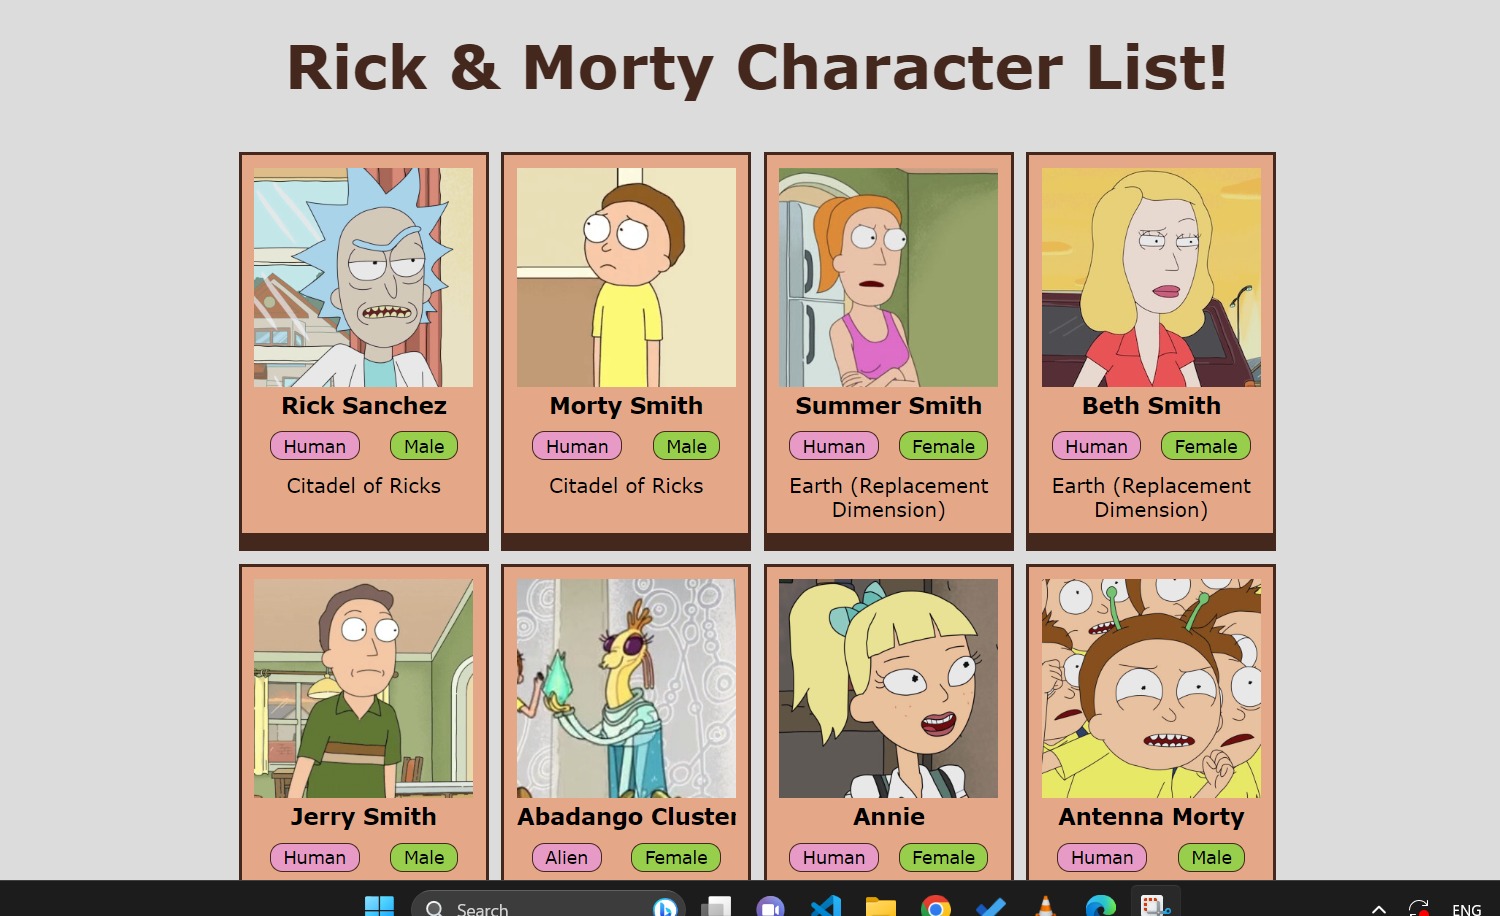 Rick & Morty Character List!
Rick Sanchez
Human Male
Citadel of Ricks
Morty Smith
Human Male
Citadel of Ricks
Summer Smith
Human Female
Earth (Replacement
Dimension)
Beth Smith
Human Female
Earth (Replacement
Dimension)
Jerry Smith
Human Male
Abadango Cluster
Alien Female
Annie
Human Female
Antenna Morty
Human Male
Search
ENG